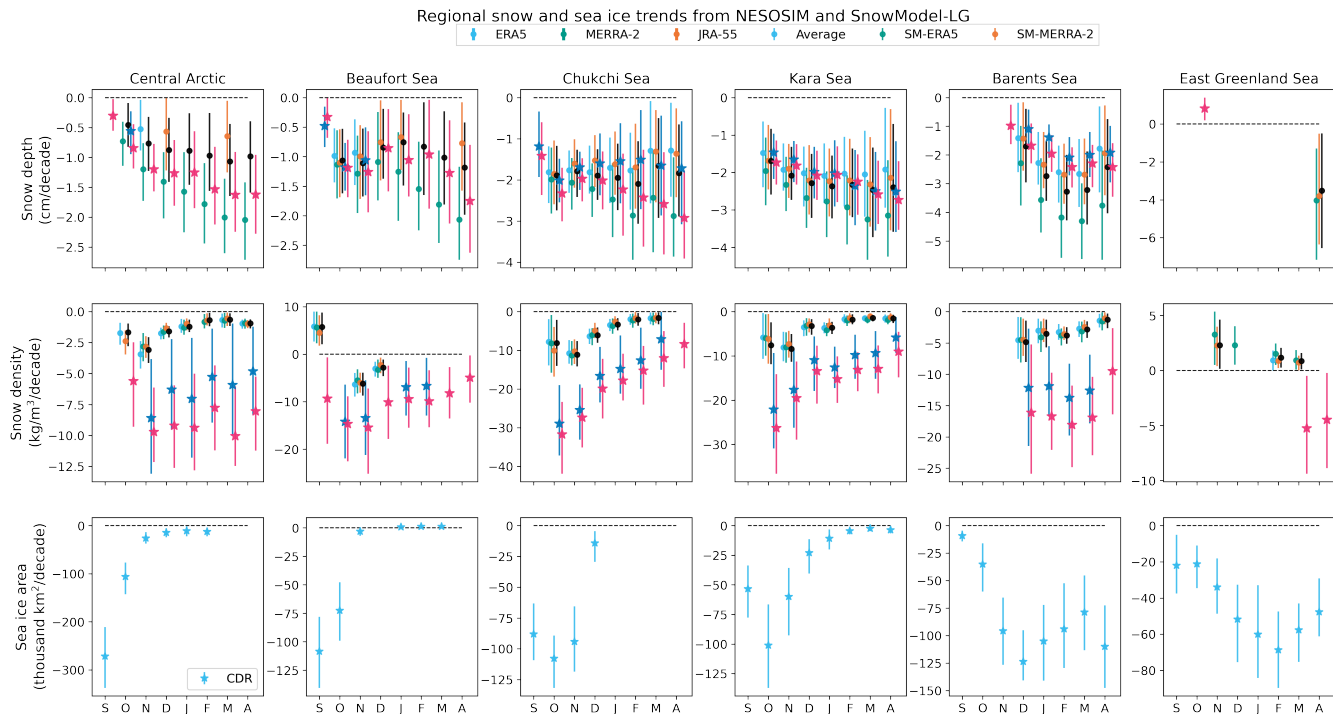 Regional snow and sea ice trends from NESOSIM and SnowModel-LG
ERA5 MERRA-2 JRA-55 Average SM-ERA5 SM-MERRA-2
Central Arctic Beaufort Sea Chukchi Sea Kara Sea Barents Sea East Greenland Sea
Snow depth
(cm/decade)
0.0 0.0 0 0 0 0
−0.5 −0.5 −1 −1 −1 −2
−1.0 −1.0 −2 −2 −2 −4
−1.5 −1.5 −3 −3 −3 −6
−2.0 −2.0 −4 −4 −4
−2.5 −2.5 −5
Snow density
(kg/m³/decade)
0.0 10 0 0 0 5
−2.5 0 −10 −10 −5 0
−5.0 −10 −20 −20 −10 −5
−7.5 −20 −30 −30 −15 −10
−10.0 −40 −20
−12.5 −25
Sea ice area
(thousand km²/decade)
0 0 0 0 0 0
−100 −25 −25 −25 −25 −20
−200 −50 −50 −50 −50 −40
−300 −75 −75 −75 −75 −60
−100 −100 −100 −100 −80
−125 −125 −125 −125
−150
CDR
S O N D J F M A S O N D J F M A S O N D J F M A S O N D J F M A S O N D J F M A S O N D J F M A